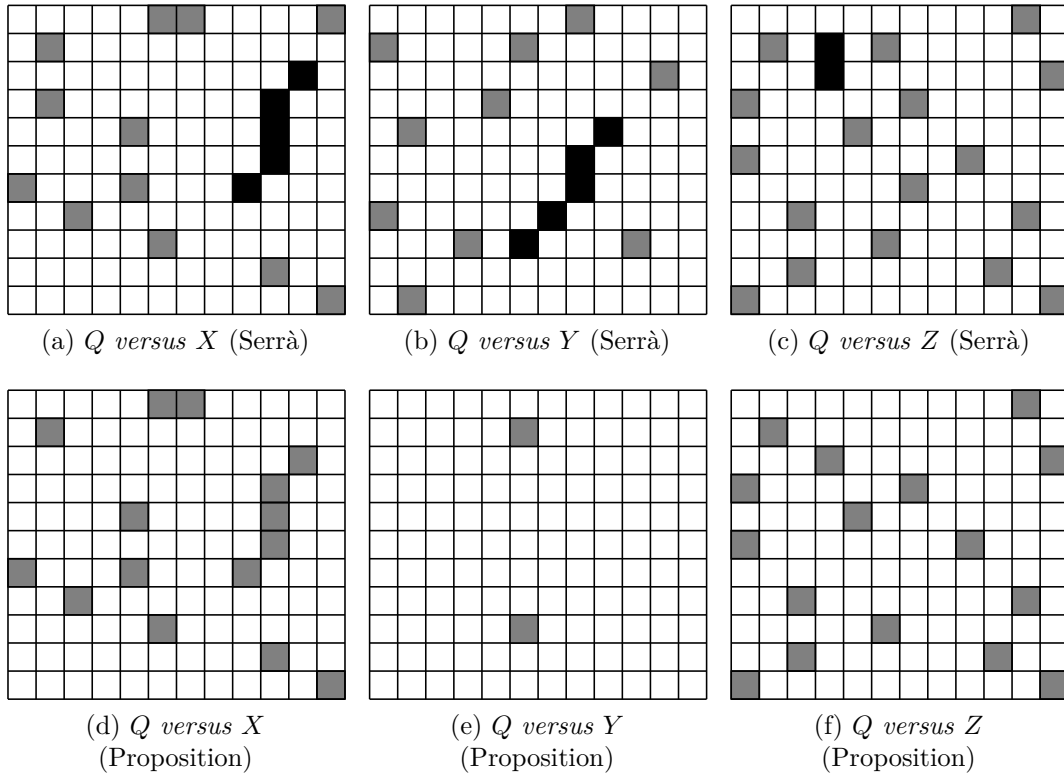 (a) Q versus X (Serrà)
(b) Q versus Y (Serrà)
(c) Q versus Z (Serrà)
(d) Q versus X
(Proposition)
(e) Q versus Y
(Proposition)
(f) Q versus Z
(Proposition)